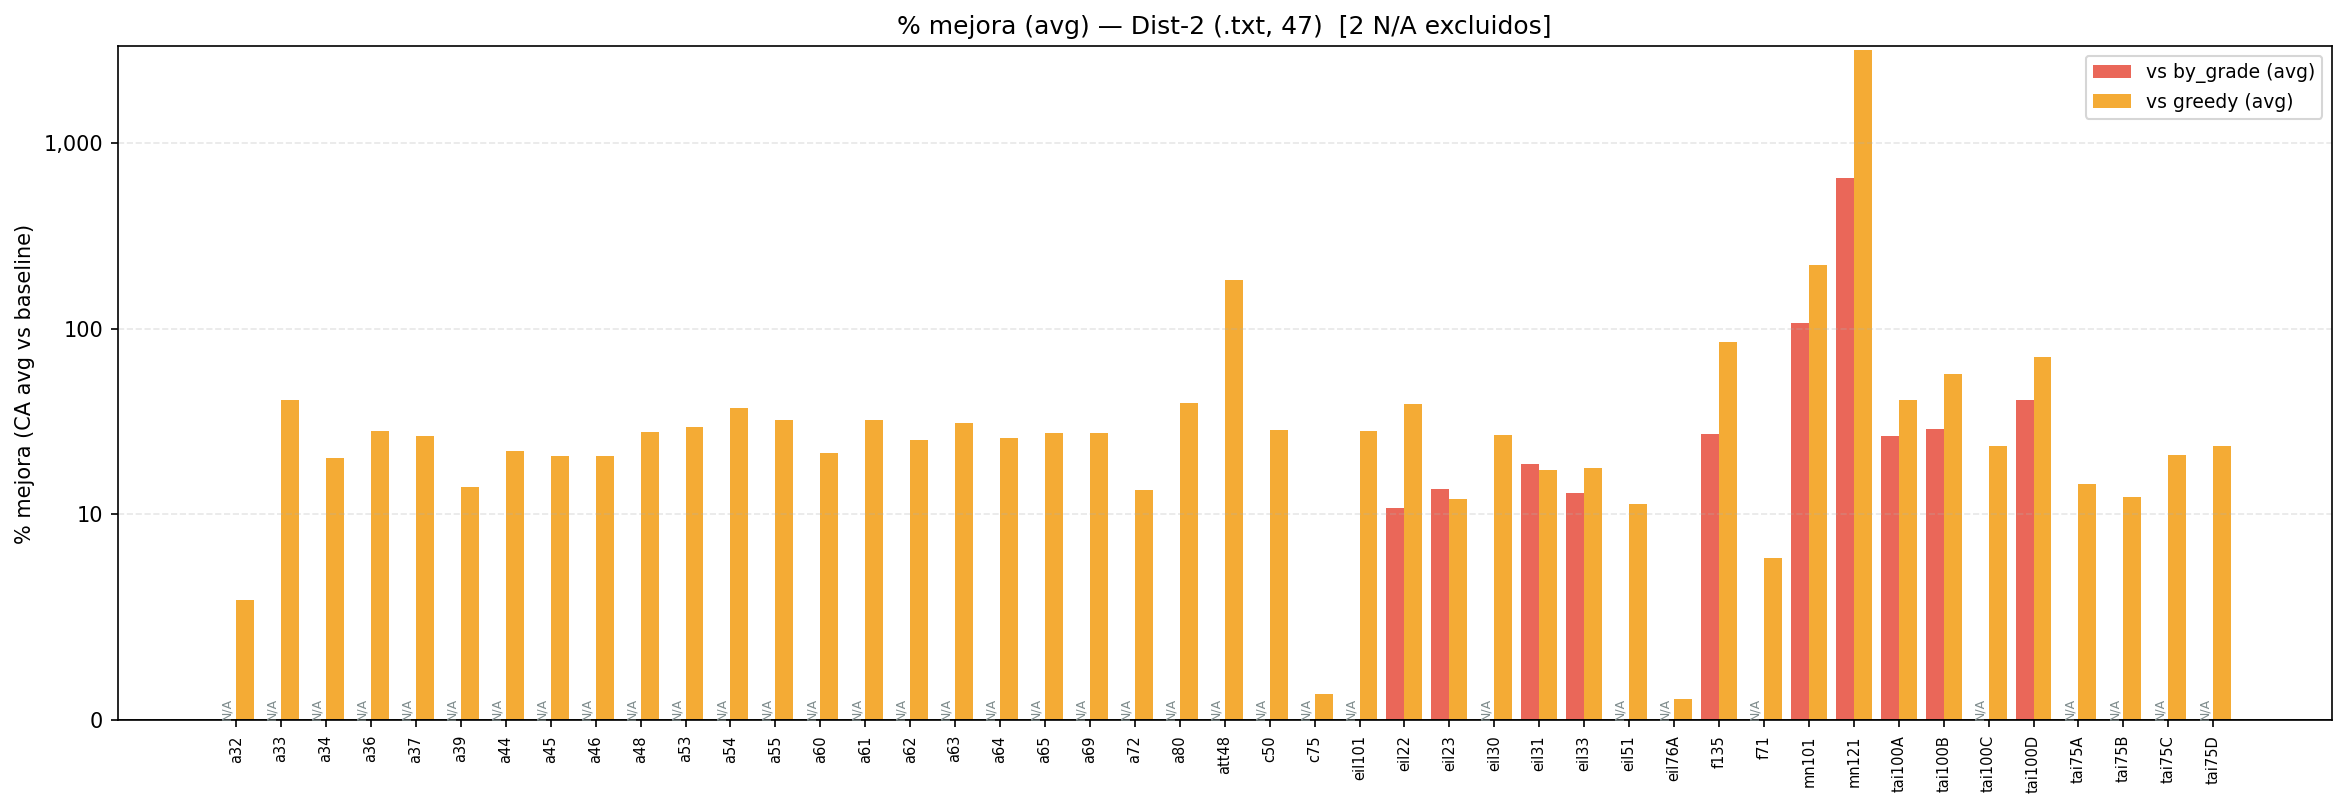 % mejora (avg) — Dist-2 (.txt, 47)  [2 N/A excluidos]
vs by_grade (avg)
vs greedy (avg)
% mejora (CA avg vs baseline)
1,000
100
10
0
N/A N/A N/A N/A N/A N/A N/A N/A N/A N/A N/A N/A N/A N/A N/A N/A N/A N/A N/A N/A N/A N/A N/A N/A N/A N/A N/A N/A N/A N/A N/A N/A N/A N/A N/A
a32 a33 a34 a36 a37 a39 a44 a45 a46 a48 a53 a54 a55 a60 a61 a62 a63 a64 a65 a69 a72 a80 att48 c50 c75 eil101 eil22 eil23 eil30 eil31 eil33 eil51 eil76A f135 f71 mn101 mn121 tai100A tai100B tai100C tai100D tai75A tai75B tai75C tai75D